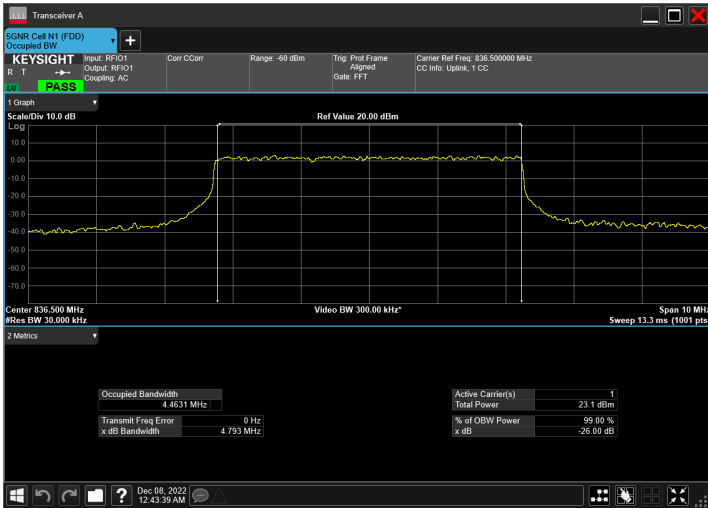 Transceiver A
5GNR Cell N1 (FDD)
Occupied BW
KEYSIGHT
R T
LXI
PASS
Input: RFIO1
Output: RFIO1
Coupling: AC
Corr CCorr
Range: -60 dBm
Trig: Prot Frame
Aligned
Gate: FFT
Carrier Ref Freq: 836.500000 MHz
CC Info: Uplink, 1 CC
1 Graph
Scale/Div 10.0 dB
Ref Value 20.00 dBm
Log
10.0
0.00
-10.0
-20.0
-30.0
-40.0
-50.0
-60.0
-70.0
Center 836.500 MHz
Video BW 300.00 kHz*
Span 10 MHz
#Res BW 30.000 kHz
Sweep 13.3 ms (1001 pts)
2 Metrics
Occupied Bandwidth
4.4631 MHz
Transmit Freq Error 0 Hz
x dB Bandwidth 4.793 MHz
Active Carrier(s) 1
Total Power 23.1 dBm
% of OBW Power 99.00 %
x dB -26.00 dB
?
Dec 08, 2022
12:43:39 AM